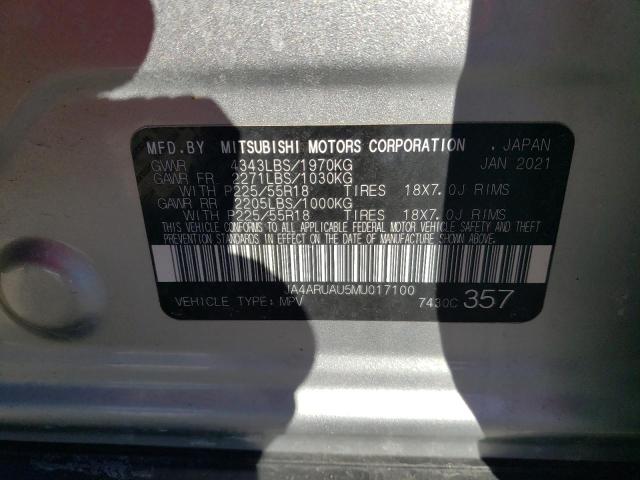 MFD.BY MITSUBISHI MOTORS CORPORATION , JAPAN
GVWR 4343LBS/1970KG JAN 2021
GAWR FR 2271LBS/1030KG
WITH P225/55R18 TIRES 18X7.0J RIMS
GAWR RR 2205LBS/1000KG
WITH P225/55R18 TIRES 18X7.0J RIMS
THIS VEHICLE CONFORMS TO ALL APPLICABLE FEDERAL MOTOR VEHICLE SAFETY AND THEFT
PREVENTION STANDARDS IN EFFECT ON THE DATE OF MANUFACTURE SHOWN ABOVE.
JA4ARUAU5MU017100
VEHICLE TYPE: MPV 7430C 357